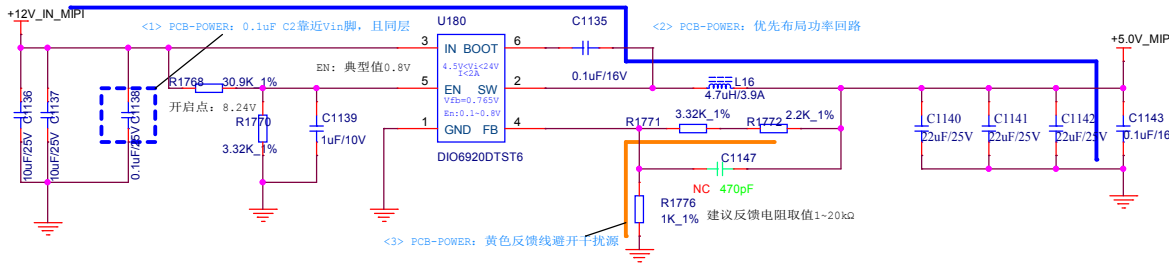 +12V_IN_MIPI
<1> PCB-POWER: 0.1uF C2靠近Vin脚, 且同层
U180
C1135
<2> PCB-POWER: 优先布局功率回路
+5.0V_MIP
3 IN BOOT 6
EN: 典型值0.8V
4.5V<Vi<24V
I<2A
0.1uF/16V
R1768 30.9K_1%
5 EN SW 2
L16
4.7uH/3.9A
开启点: 8.24V
Vfb=0.765V
En:0.1~0.8V
C1136
10uF/25V
C1137
10uF/25V
C1138
0.1uF/25V
R1770
3.32K_1%
C1139
1uF/10V
1 GND FB 4
DIO6920DTST6
R1771
3.32K_1%
R1772
2.2K_1%
C1140
22uF/25V
C1141
22uF/25V
C1142
22uF/25V
C1143
0.1uF/16
C1147
NC 470pF
R1776
1K_1%
建议反馈电阻取值1~20kΩ
<3> PCB-POWER: 黄色反馈线避开干扰源